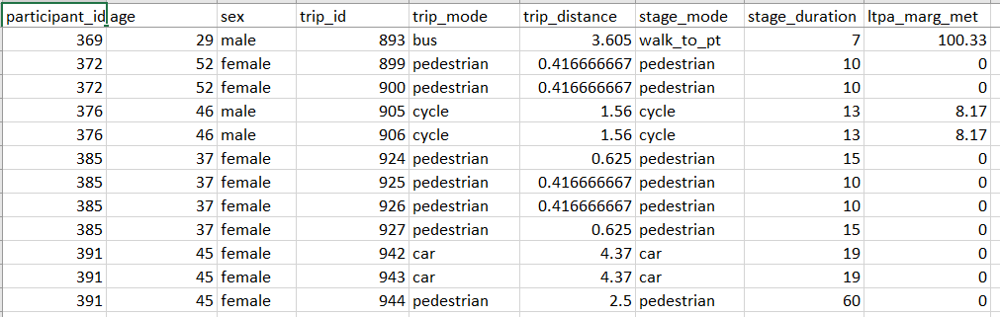 participant_id age sex trip_id trip_mode trip_distance stage_mode stage_duration ltpa_marg_met
369 29 male 893 bus 3.605 walk_to_pt 7 100.33
372 52 female 899 pedestrian 0.416666667 pedestrian 10 0
372 52 female 900 pedestrian 0.416666667 pedestrian 10 0
376 46 male 905 cycle 1.56 cycle 13 8.17
376 46 male 906 cycle 1.56 cycle 13 8.17
385 37 female 924 pedestrian 0.625 pedestrian 15 0
385 37 female 925 pedestrian 0.416666667 pedestrian 10 0
385 37 female 926 pedestrian 0.416666667 pedestrian 10 0
385 37 female 927 pedestrian 0.625 pedestrian 15 0
391 45 female 942 car 4.37 car 19 0
391 45 female 943 car 4.37 car 19 0
391 45 female 944 pedestrian 2.5 pedestrian 60 0